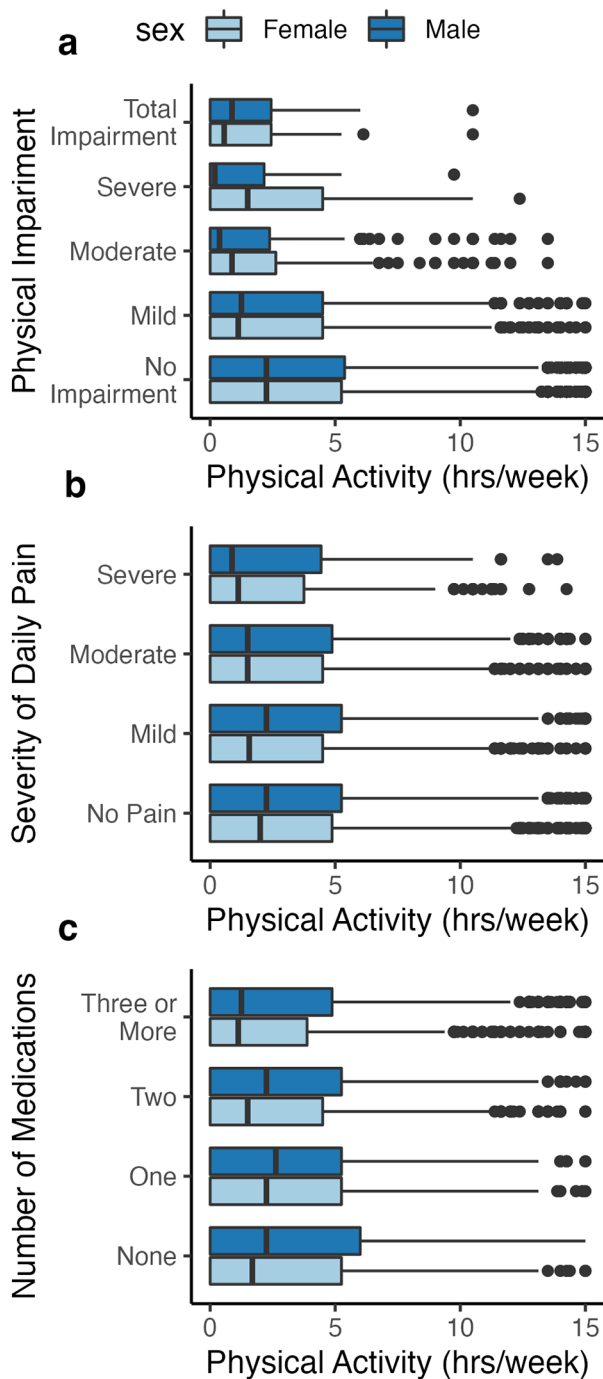 sex Female Male
a
Physical Impariment
Total
Impairment
Severe
Moderate
Mild
No
Impairment
0 5 10 15
Physical Activity (hrs/week)
b
Severity of Daily Pain
Severe
Moderate
Mild
No Pain
0 5 10 15
Physical Activity (hrs/week)
c
Number of Medications
Three or
More
Two
One
None
0 5 10 15
Physical Activity (hrs/week)